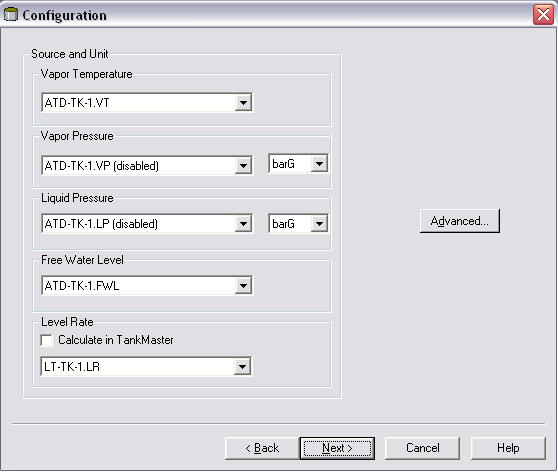 Configuration
Source and Unit
Vapor Temperature
ATD-TK-1.VT
Vapor Pressure
ATD-TK-1.VP (disabled) barG
Liquid Pressure
ATD-TK-1.LP (disabled) barG
Advanced...
Free Water Level
ATD-TK-1.FWL
Level Rate
Calculate in TankMaster
LT-TK-1.LR
< Back Next > Cancel Help